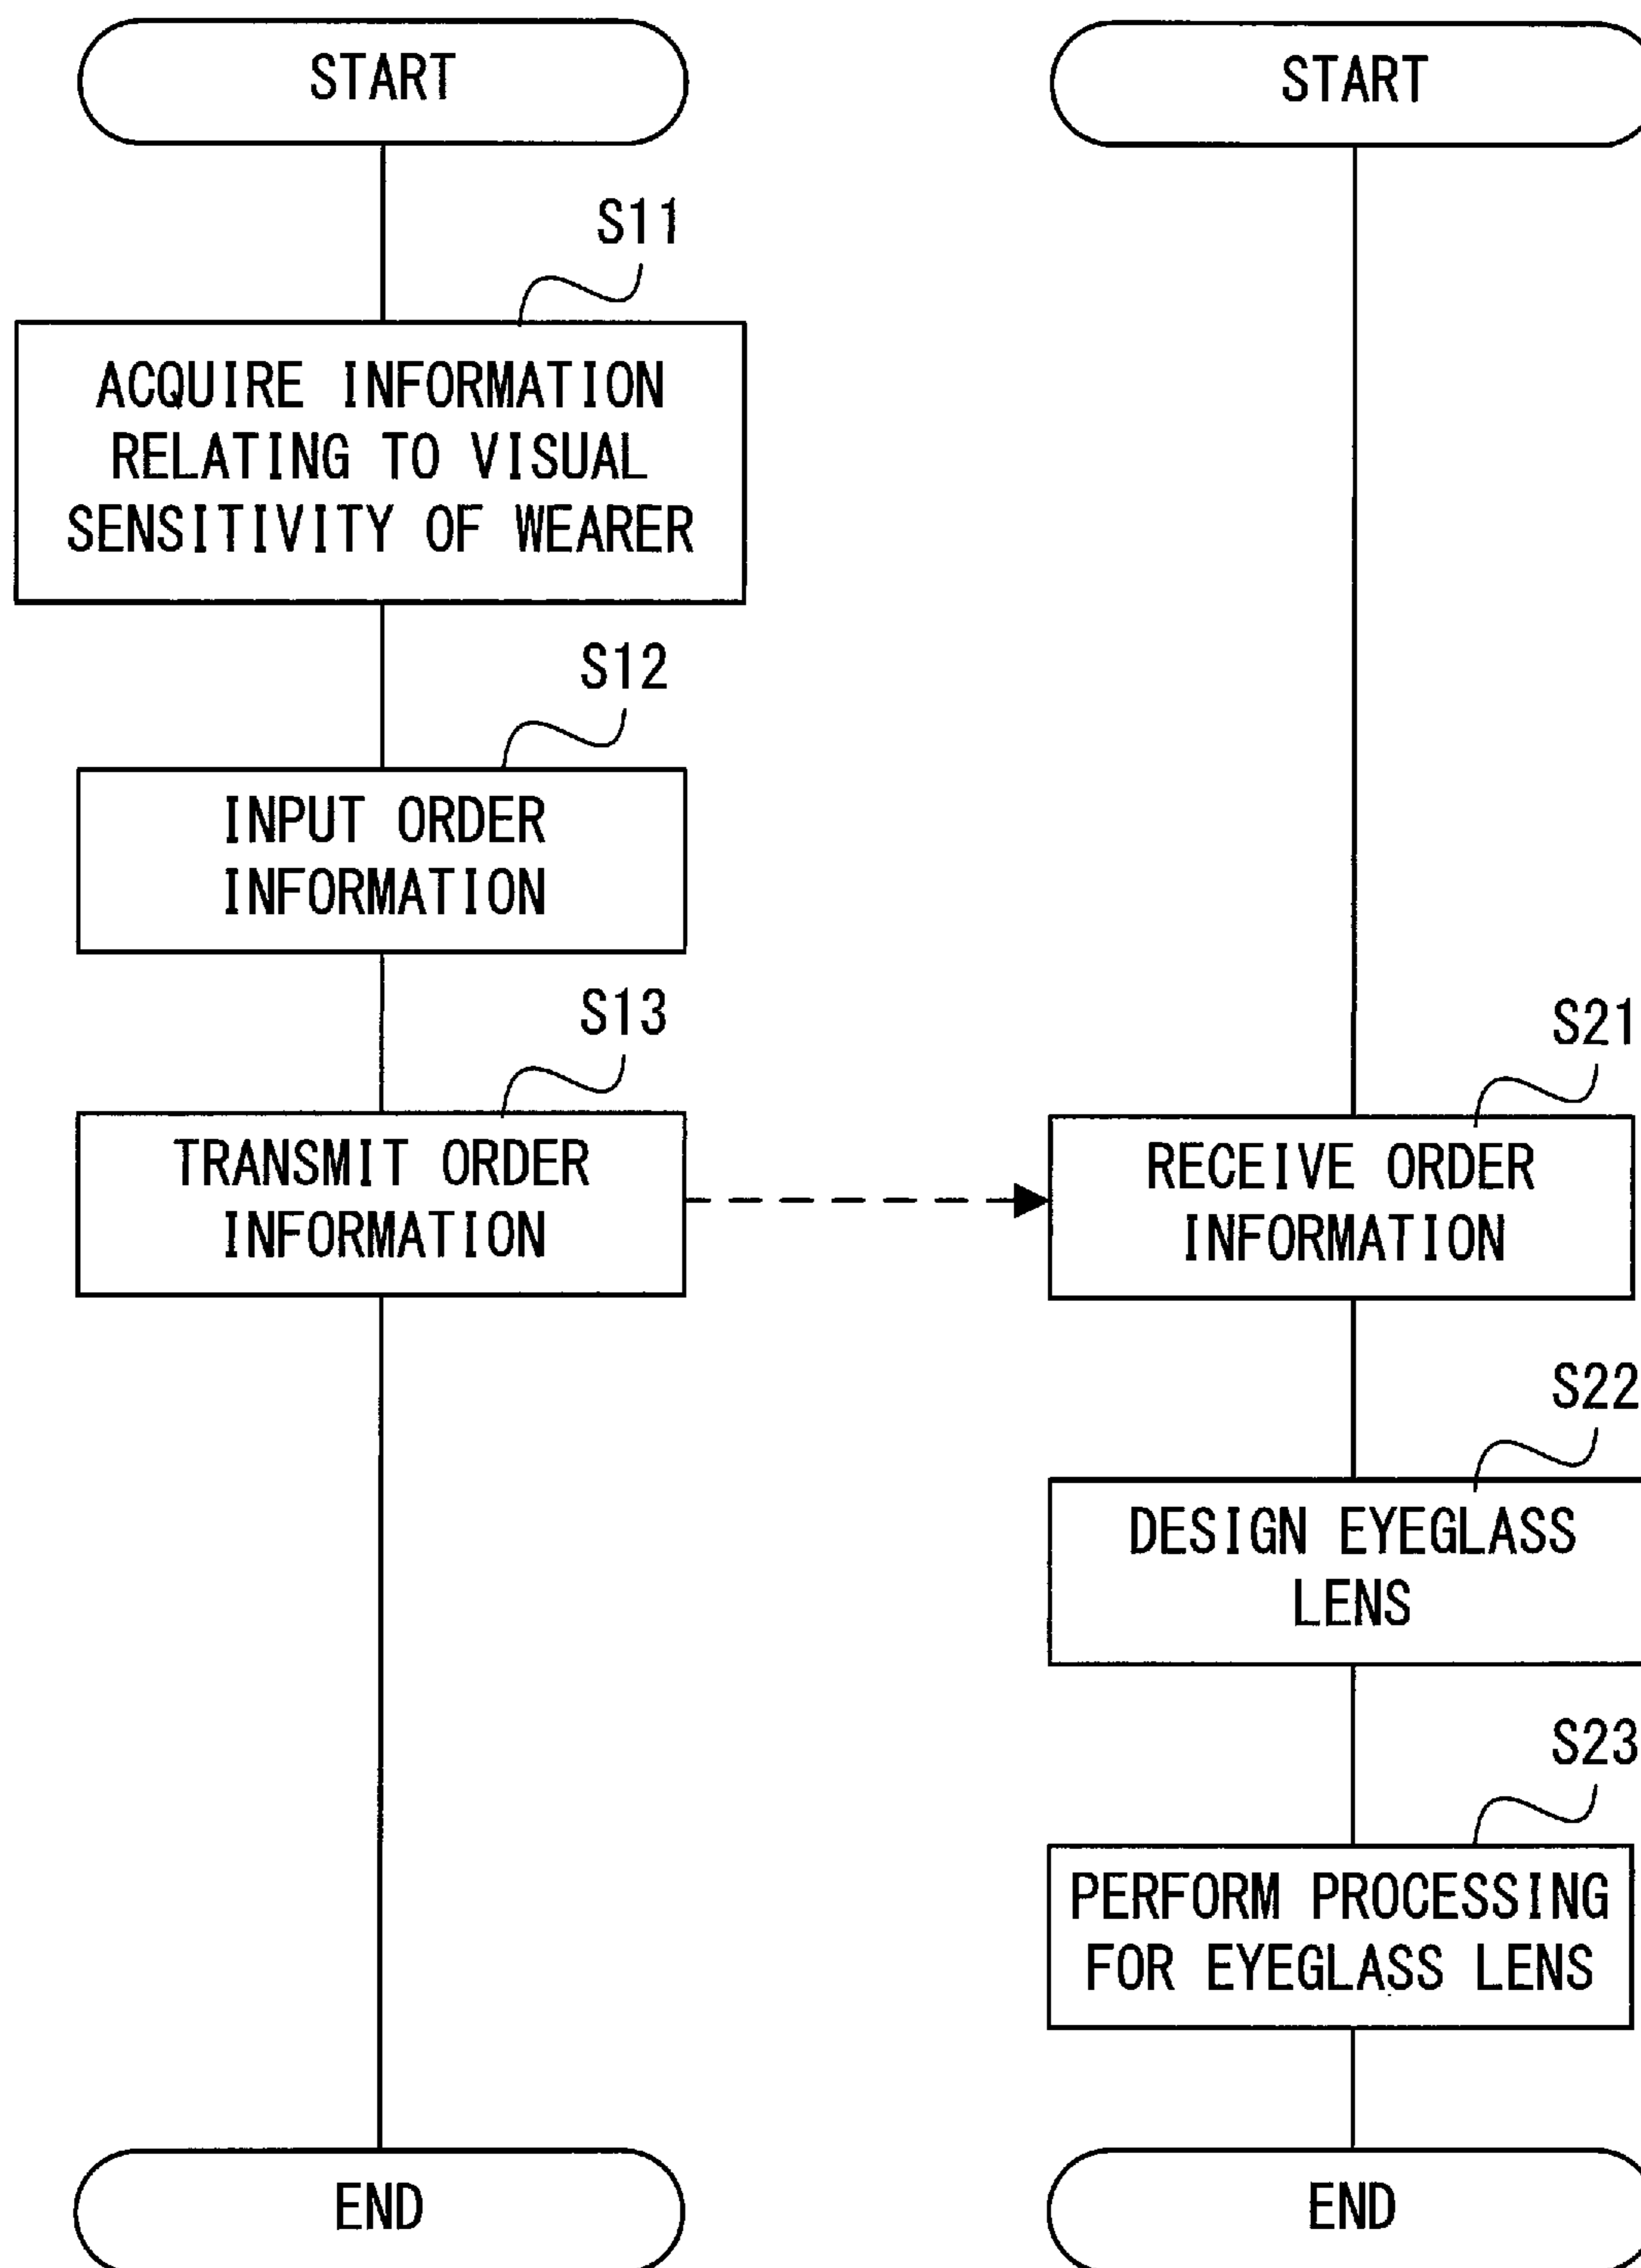 START
S11
ACQUIRE INFORMATION
RELATING TO VISUAL
SENSITIVITY OF WEARER
S12
INPUT ORDER
INFORMATION
S13
TRANSMIT ORDER
INFORMATION
END
START
S21
RECEIVE ORDER
INFORMATION
S22
DESIGN EYEGLASS
LENS
S23
PERFORM PROCESSING
FOR EYEGLASS LENS
END